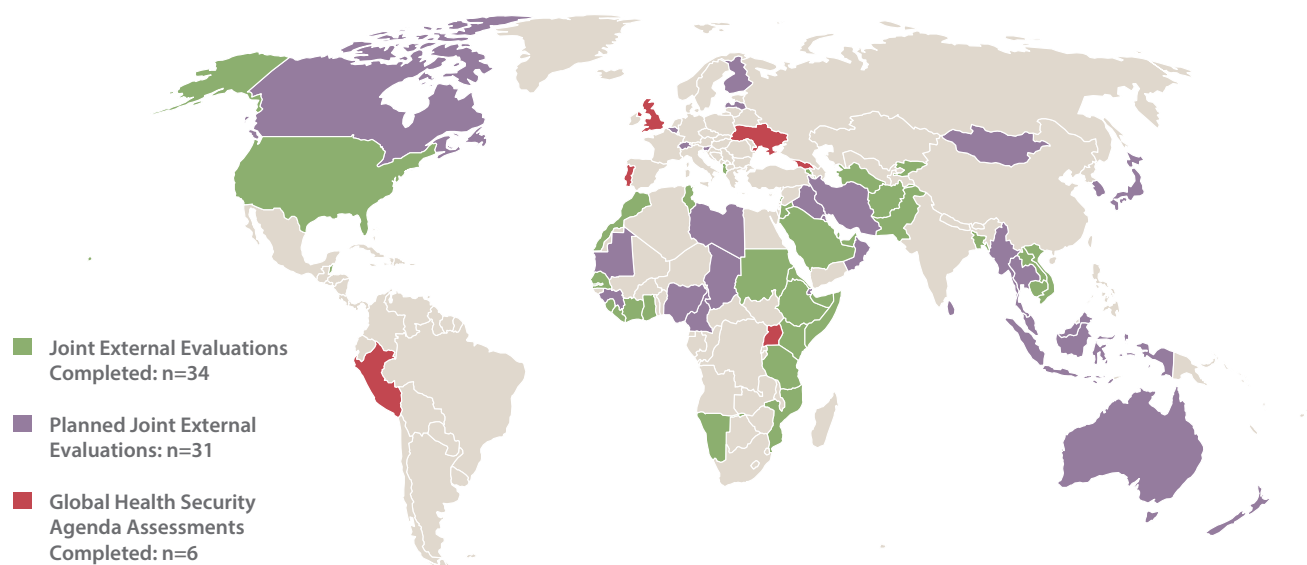 Joint External Evaluations
Completed: n=34
Planned Joint External
Evaluations: n=31
Global Health Security
Agenda Assessments
Completed: n=6